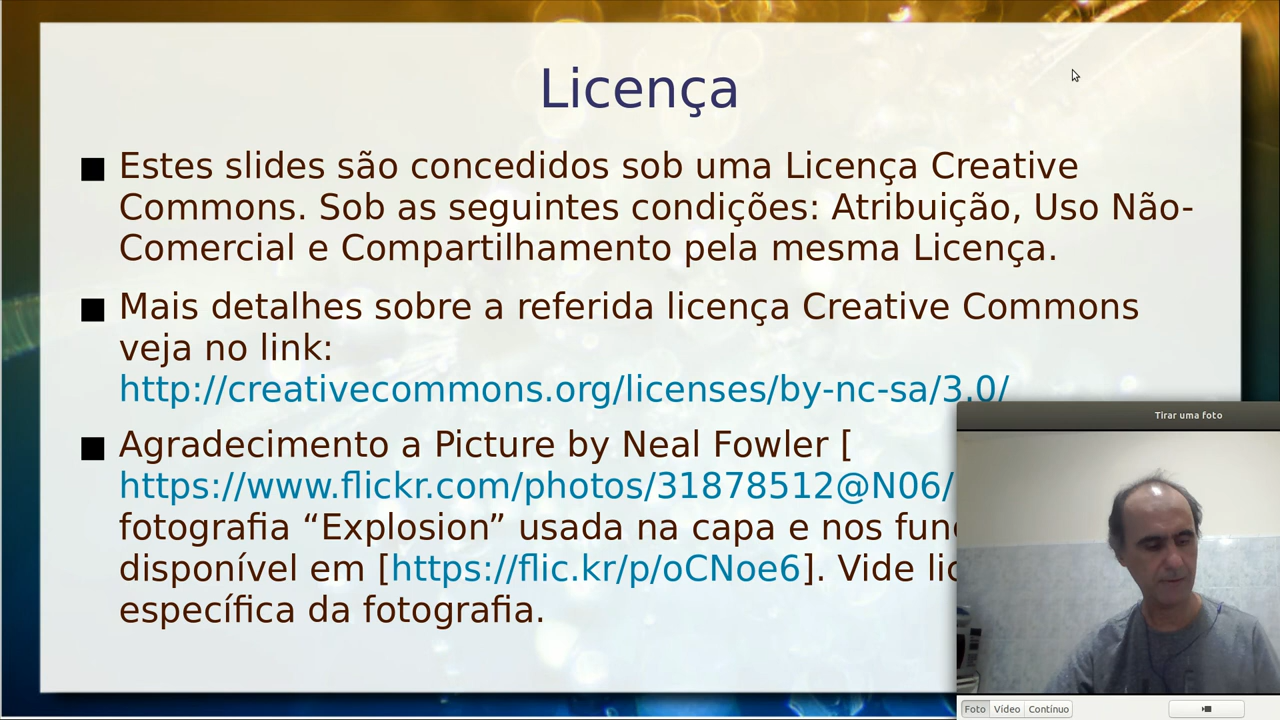 Licença
Estes slides são concedidos sob uma Licença Creative
Commons. Sob as seguintes condições: Atribuição, Uso Não-
Comercial e Compartilhamento pela mesma Licença.
Mais detalhes sobre a referida licença Creative Commons
veja no link:
http://creativecommons.org/licenses/by-nc-sa/3.0/
Agradecimento a Picture by Neal Fowler [
https://www.flickr.com/photos/31878512@N06/
fotografia “Explosion” usada na capa e nos
disponível em [https://flic.kr/p/oCNoe6]. Vide
específica da fotografia.
Tirar uma foto
Foto Vídeo Contínuo